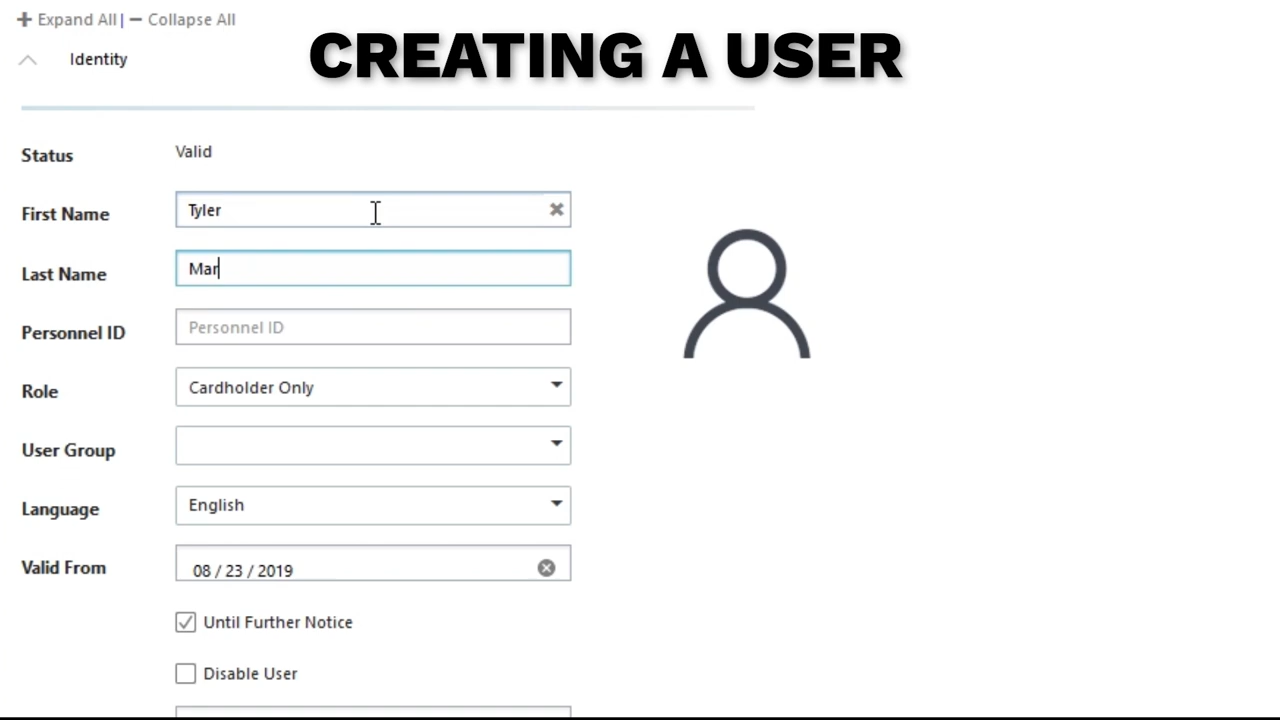 Expand All | Collapse All
CREATING A USER
Identity
Status Valid
First Name Tyler
Last Name Mar
Personnel ID Personnel ID
Role Cardholder Only
User Group
Language English
Valid From 08 / 23 / 2019
Until Further Notice
Disable User